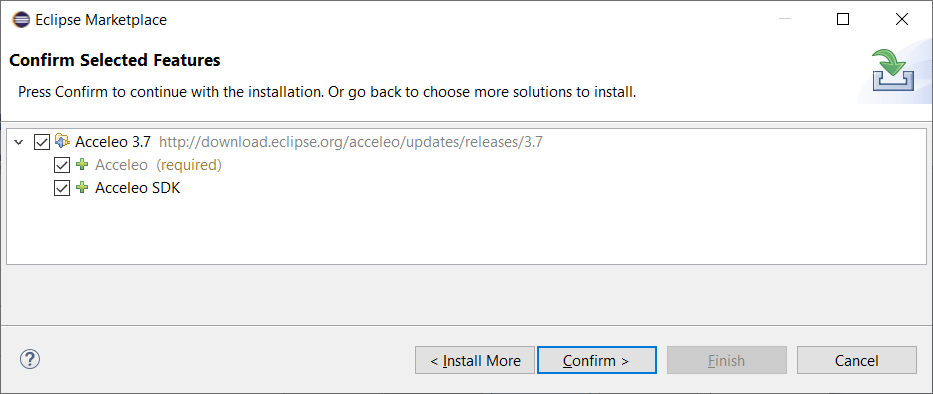 Eclipse Marketplace
Confirm Selected Features
Press Confirm to continue with the installation. Or go back to choose more solutions to install.
Acceleo 3.7 http://download.eclipse.org/acceleo/updates/releases/3.7
Acceleo (required)
Acceleo SDK
? < Install More Confirm > Finish Cancel